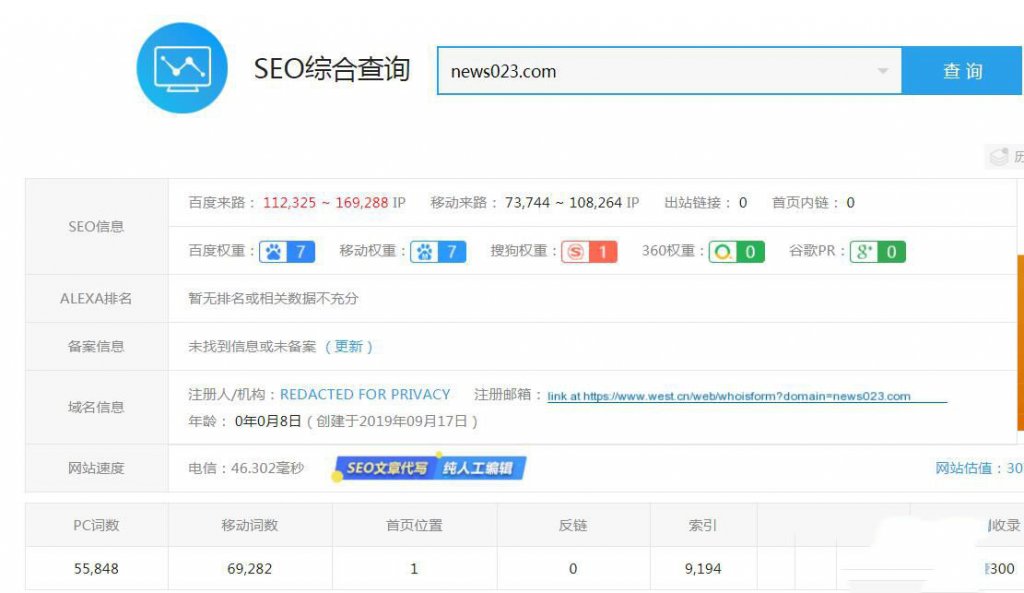 SEO综合查询 news023.com 查 询
历
SEO信息
百度来路： 112,325 ~ 169,288 IP 移动来路： 73,744 ~ 108,264 IP 出站链接： 0 首页内链： 0
百度权重： 7 移动权重： 7 搜狗权重： 1 360权重： 0 谷歌PR： 0
ALEXA排名 暂无排名或相关数据不充分
备案信息 未找到信息或未备案 （ 更新 ）
域名信息
注册人/机构：REDACTED FOR PRIVACY 注册邮箱： link at https://www.west.cn/web/whoisform?domain=news023.com
年龄： 0年0月8日（ 创建于2019年09月17日 ）
网站速度 电信：46.302毫秒 SEO文章代写 纯人工编辑 网站估值：30
PC词数 移动词数 首页位置 反链 索引 收录
55,848 69,282 1 0 9,194 300